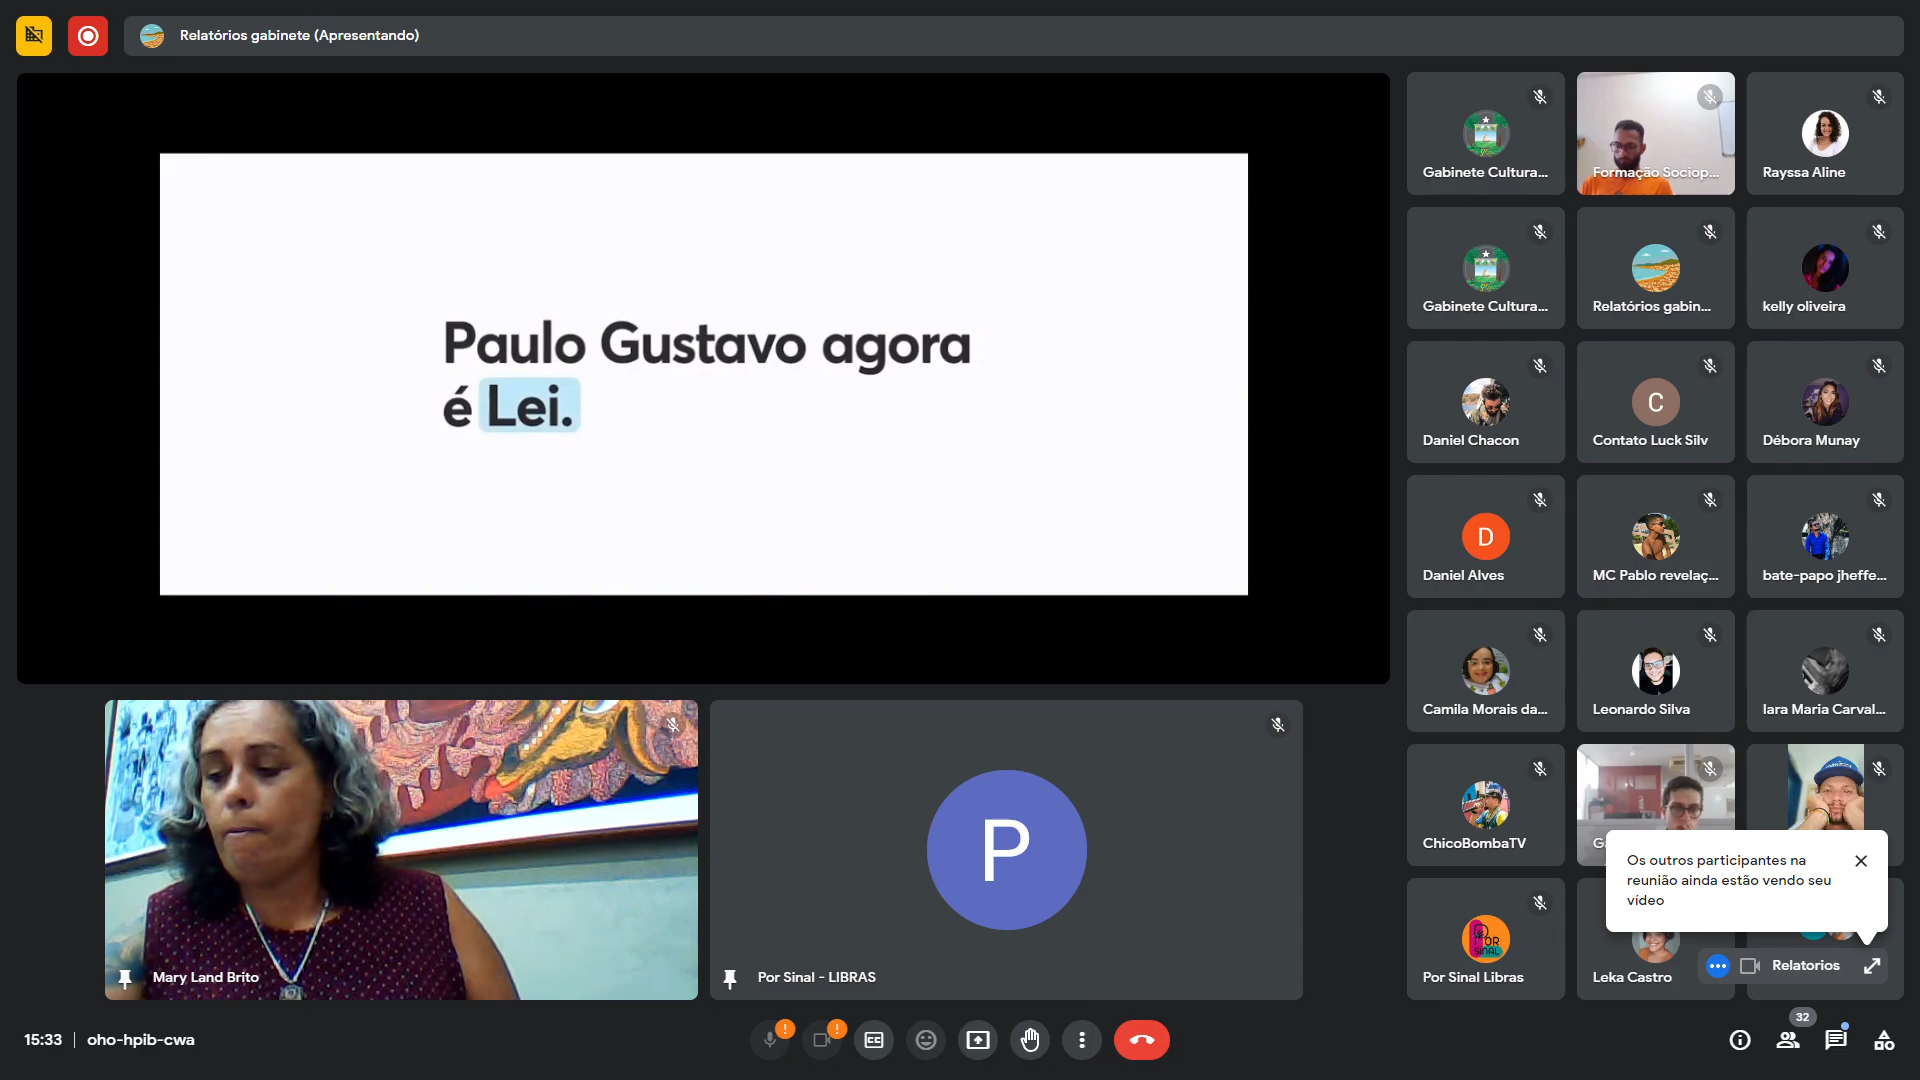 Relatórios gabinete (Apresentando)
Paulo Gustavo agora
é Lei.
Mary Land Brito
P
Por Sinal - LIBRAS
Gabinete Cultura...
Formação Sociop...
Rayssa Aline
Gabinete Cultura...
Relatórios gabin...
kelly oliveira
Daniel Chacon
C
Contato Luck Silv
Débora Munay
D
Daniel Alves
MC Pablo revelaç...
bate-papo jheffe...
Camila Morais da...
Leonardo Silva
Iara Maria Carval...
ChicoBombaTV
Os outros participantes na
reunião ainda estão vendo seu
vídeo
POR
SINAL
Por Sinal Libras
Leka Castro
Relatorios
15:33
oho-hpib-cwa
32